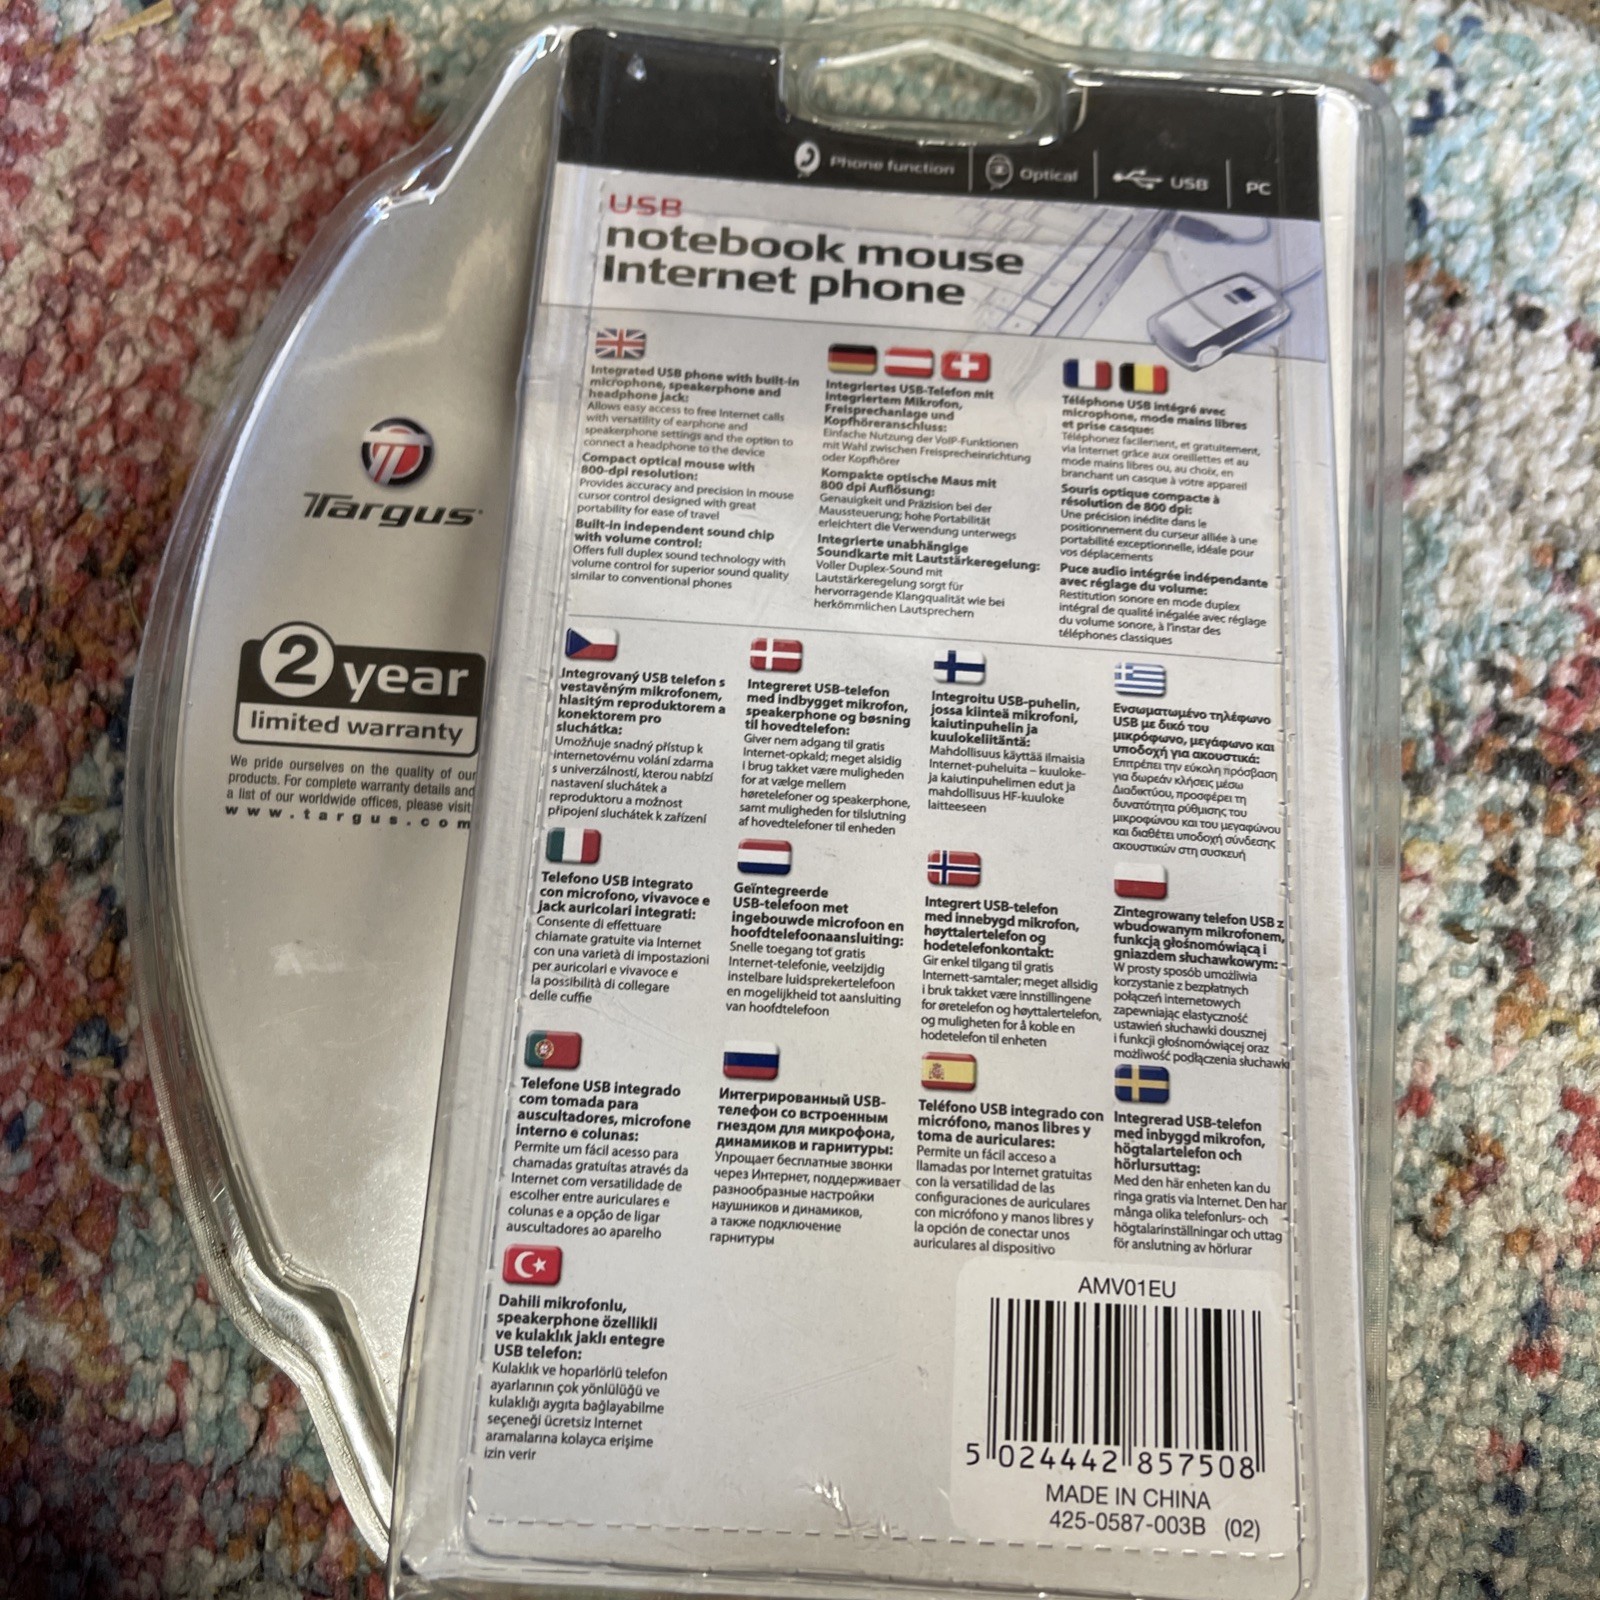 Phone function
Optical
USB
PC
USB
notebook mouse
Internet phone
Targus
2 year
limited warranty
We pride ourselves on the quality of our
products. For complete warranty details and
a list of our worldwide offices, please visit
www.targus.com
Integrated USB phone with built-in
microphone, speakerphone and
headphone jack:
Allows easy access to free Internet calls
with versatility of earphone and
speakerphone settings and the option to
connect a headphone to the device
Compact optical mouse with
800-dpi resolution:
Provides accuracy and precision in mouse
cursor control designed with great
portability for ease of travel
Built-in independent sound chip
with volume control:
Offers full duplex sound technology with
volume control for superior sound quality
similar to conventional phones
Integriertes USB-Telefon mit
integriertem Mikrofon,
Freisprechanlage und
Kopfhöreranschluss:
Einfache Nutzung der VoIP-Funktionen
mit Wahl zwischen Freisprecheinrichtung
oder Kopfhörer
Kompakte optische Maus mit
800 dpi Auflösung:
Genauigkeit und Präzision bei der
Maussteuerung; hohe Portabilität
erleichtert die Verwendung unterwegs
Integrierte unabhängige
Soundkarte mit Lautstärkeregelung:
Voller Duplex-Sound mit
Lautstärkeregelung sorgt für
hervorragende Klangqualität wie bei
herkömmlichen Lautsprechern
Téléphone USB intégré avec
microphone, mode mains libres
et prise casque:
Téléphonez facilement, et gratuitement,
via Internet grâce aux oreillettes et au
mode mains libres ou, au choix, en
branchant un casque à votre appareil
Souris optique compacte à
résolution de 800 dpi:
Une précision inédite dans le
positionnement du curseur alliée à une
portabilité exceptionnelle, idéale pour
vos déplacements
Puce audio intégrée indépendante
avec réglage du volume:
Restitution sonore en mode duplex
intégral de qualité inégalée avec réglage
du volume sonore, à l'instar des
téléphones classiques
Integrovaný USB telefon s
vestavěným mikrofonem,
hlasitým reproduktorem a
konektorem pro
sluchátka:
Umožňuje snadný přístup k
internetovému volání zdarma
s univerzálností, kterou nabízí
nastavení sluchátek a
reproduktoru a možnost
připojení sluchátek k zařízení
Integreret USB-telefon
med indbygget mikrofon,
speakerphone og bøsning
til hovedtelefon:
Giver nem adgang til gratis
Internet-opkald; meget alsidig
i brug takket være muligheden
for at vælge mellem
høretelefoner og speakerphone,
samt muligheden for tilslutning
af hovedtelefoner til enheden
Integroitu USB-puhelin,
jossa kiinteä mikrofoni,
kaiutinpuhelin ja
kuulokeliitäntä:
Mahdollisuus käyttää ilmaisia
Internet-puheluita – kuuloke-
ja kaiutinpuhelimen edut ja
mahdollisuus HF-kuuloke
laitteeseen
Ενσωματωμένο τηλέφωνο
USB με δικό του
μικρόφωνο, μεγάφωνο και
υποδοχή για ακουστικά:
Επιτρέπει την εύκολη πρόσβαση
για δωρεάν κλήσεις μέσω
Διαδικτύου, προσφέρει τη
δυνατότητα ρύθμισης του
μικροφώνου και του μεγαφώνου
και διαθέτει υποδοχή σύνδεσης
ακουστικών στη συσκευή
Telefono USB integrato
con microfono, vivavoce e
jack auricolari integrati:
Consente di effettuare
chiamate gratuite via Internet
con una varietà di impostazioni
per auricolari e vivavoce e
la possibilità di collegare
delle cuffie
Geïntegreerde
USB-telefoon met
ingebouwde microfoon en
hoofdtelefoonaansluiting:
Snelle toegang tot gratis
Internet-telefonie, veelzijdig
instelbare luidsprekertelefoon
en mogelijkheid tot aansluiting
van hoofdtelefoon
Integrert USB-telefon
med innebygd mikrofon,
høyttalertelefon og
hodetelefonkontakt:
Gir enkel tilgang til gratis
Internett-samtaler; meget allsidig
i bruk takket være innstillingene
for øretelefon og høyttalertelefon,
og muligheten for å koble en
hodetelefon til enheten
Zintegrowany telefon USB z
wbudowanym mikrofonem,
funkcją głośnomówiącą i
gniazdem słuchawkowym:
W prosty sposób umożliwia
korzystanie z bezpłatnych
połączeń internetowych
zapewniając elastyczność
ustawień słuchawki dousznej
i funkcji głośnomówiącej oraz
możliwość podłączenia słuchawki
Telefone USB integrado
com tomada para
auscultadores, microfone
interno e colunas:
Permite um fácil acesso para
chamadas gratuítas através da
Internet com versatilidade de
escolher entre auriculares e
colunas e a opção de ligar
auscultadores ao aparelho
Интегрированный USB-
телефон со встроенным
гнездом для микрофона,
динамиков и гарнитуры:
Упрощает бесплатные звонки
через Интернет, поддерживает
разнообразные настройки
наушников и динамиков,
а также подключение
гарнитуры
Teléfono USB integrado con
micrófono, manos libres y
toma de auriculares:
Permite un fácil acceso a
llamadas por Internet gratuitas
con la versatilidad de las
configuraciones de auriculares
con micrófono y manos libres y
la opción de conectar unos
auriculares al dispositivo
Integrerad USB-telefon
med inbyggd mikrofon,
högtalartelefon och
hörlursuttag:
Med den här enheten kan du
ringa gratis via Internet. Den har
många olika telefonlurs- och
högtalarinställningar och uttag
för anslutning av hörlurar
Dahili mikrofonlu,
speakerphone özellikli
ve kulaklık jaklı entegre
USB telefon:
Kulaklık ve hoparlörlü telefon
ayarlarının çok yönlülüğü ve
kulaklığı aygıta bağlayabilme
seçeneği ücretsiz Internet
aramalarına kolayca erişime
izin verir
AMV01EU
5 024442 857508
MADE IN CHINA
425-0587-003B (02)